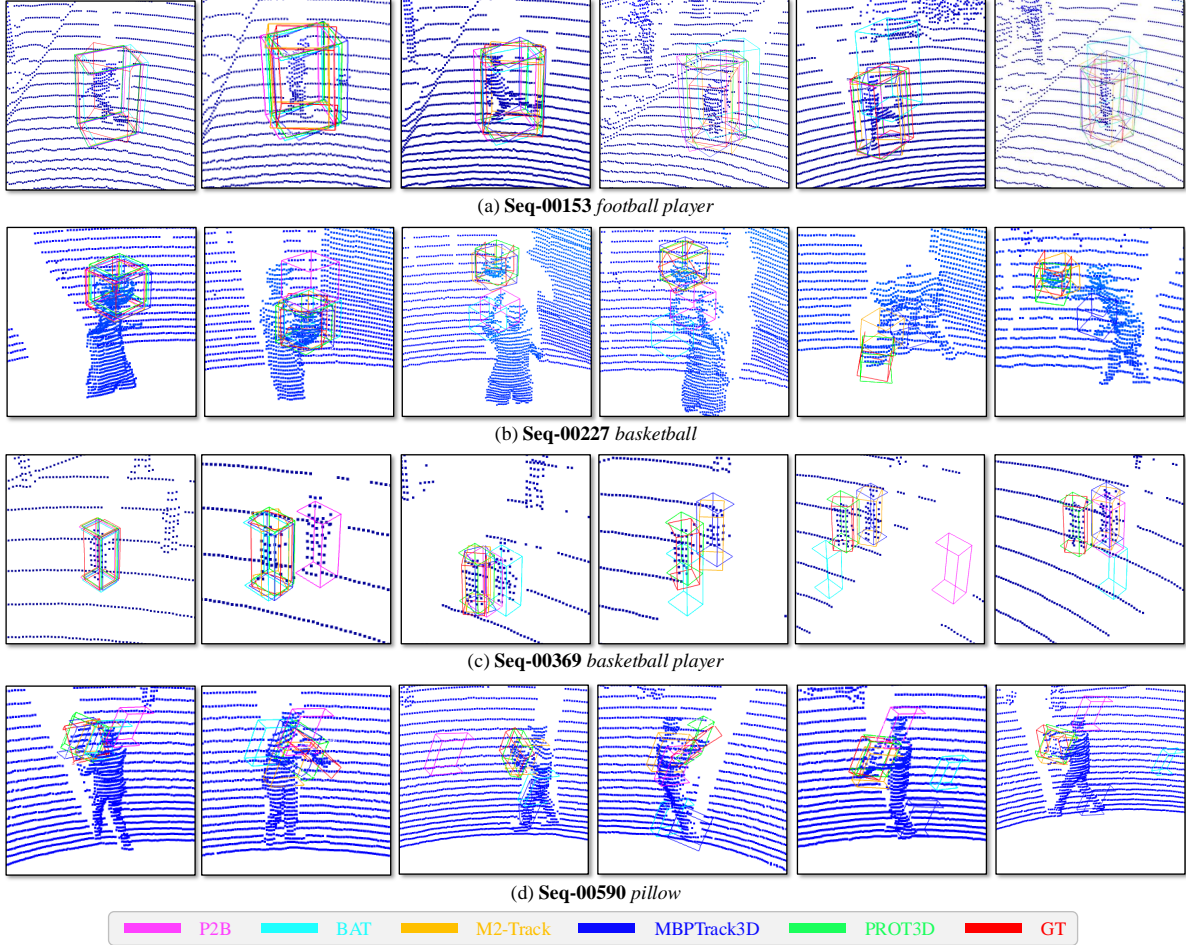 (a) Seq-00153 football player
(b) Seq-00227 basketball
(c) Seq-00369 basketball player
(d) Seq-00590 pillow
P2B BAT M2-Track MBPTrack3D PROT3D GT